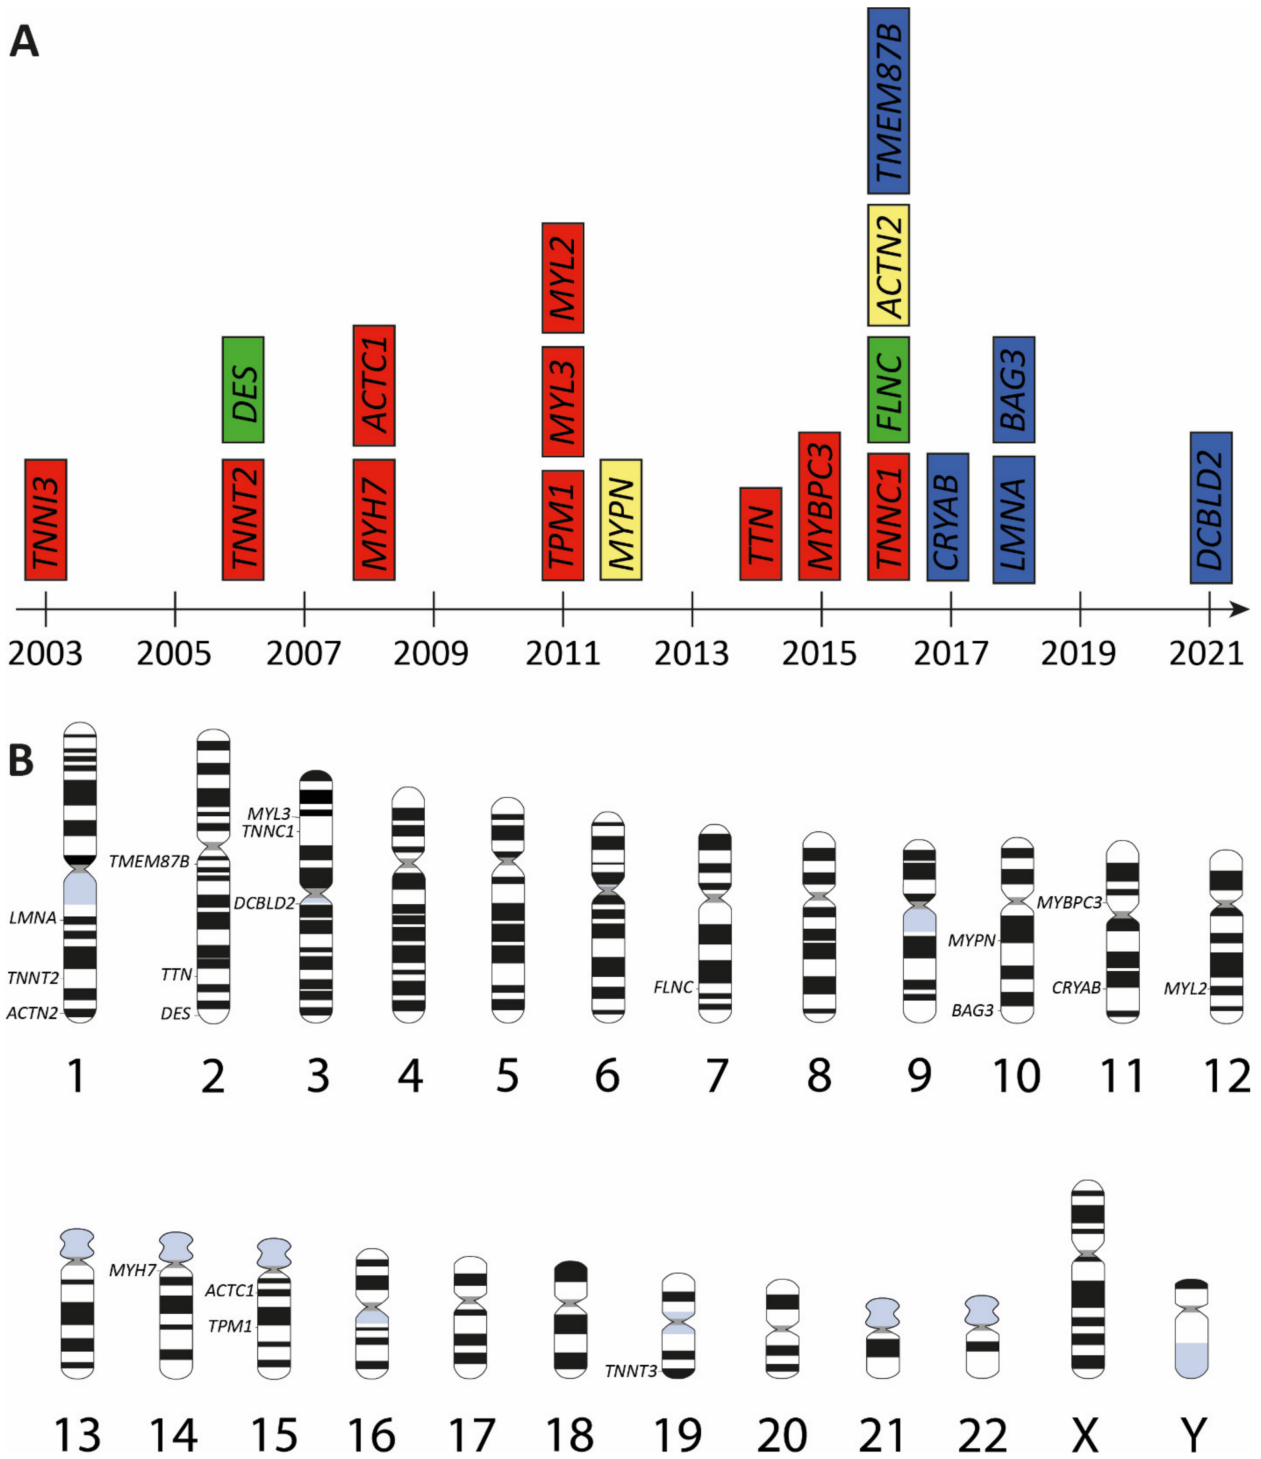 A
TMEM87B
ACTN2
MYL2
DES
ACTC1
MYL3
FLNC
BAG3
TNNI3
TNNT2
MYH7
TPM1
MYPN
TTN
MYBPC3
TNNC1
CRYAB
LMNA
DCBLD2
2003 2005 2007 2009 2011 2013 2015 2017 2019 2021
B
MYL3
TNNC1
TMEM87B
DCBLD2
MYBPC3
LMNA
MYPN
TNNT2
TTN
FLNC
CRYAB
MYL2
ACTN2
DES
BAG3
1 2 3 4 5 6 7 8 9 10 11 12
MYH7
ACTC1
TPM1
TNNT3
13 14 15 16 17 18 19 20 21 22 X Y